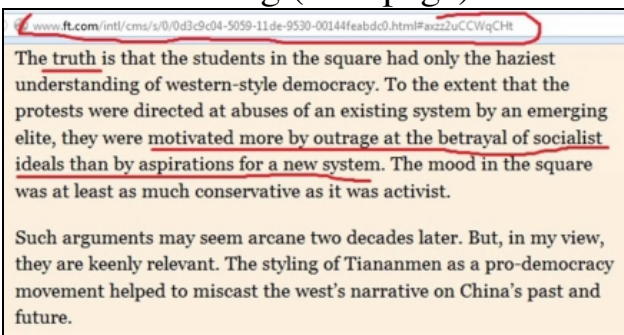 www.ft.com/intl/cms/s/0/0d3c9c04-5059-11de-9530-00144feabdc0.html#axzz2uCCWqCHt
The truth is that the students in the square had only the haziest
understanding of western-style democracy. To the extent that the
protests were directed at abuses of an existing system by an emerging
elite, they were motivated more by outrage at the betrayal of socialist
ideals than by aspirations for a new system. The mood in the square
was at least as much conservative as it was activist.
Such arguments may seem arcane two decades later. But, in my view,
they are keenly relevant. The styling of Tiananmen as a pro-democracy
movement helped to miscast the west's narrative on China's past and
future.